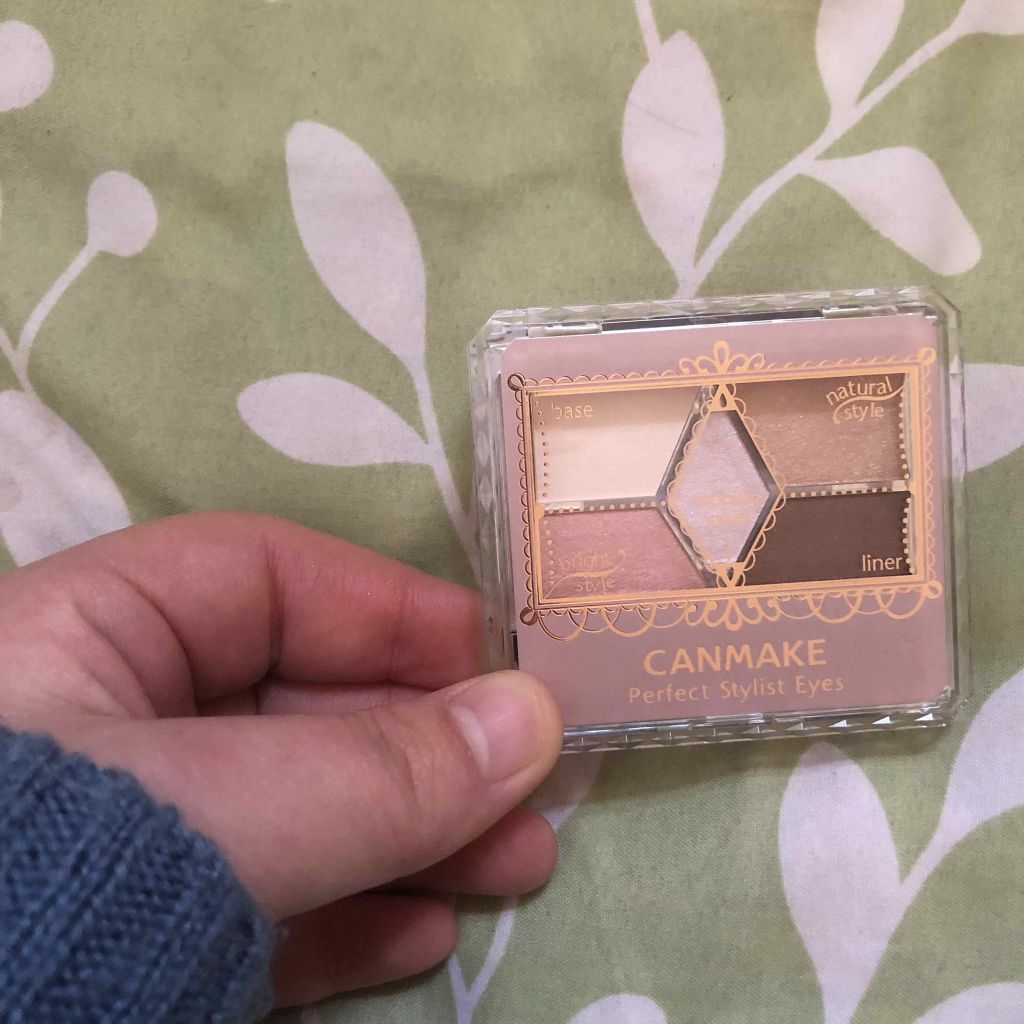 base
natural
style
bright
style
liner
CANMAKE
Perfect Stylist Eyes